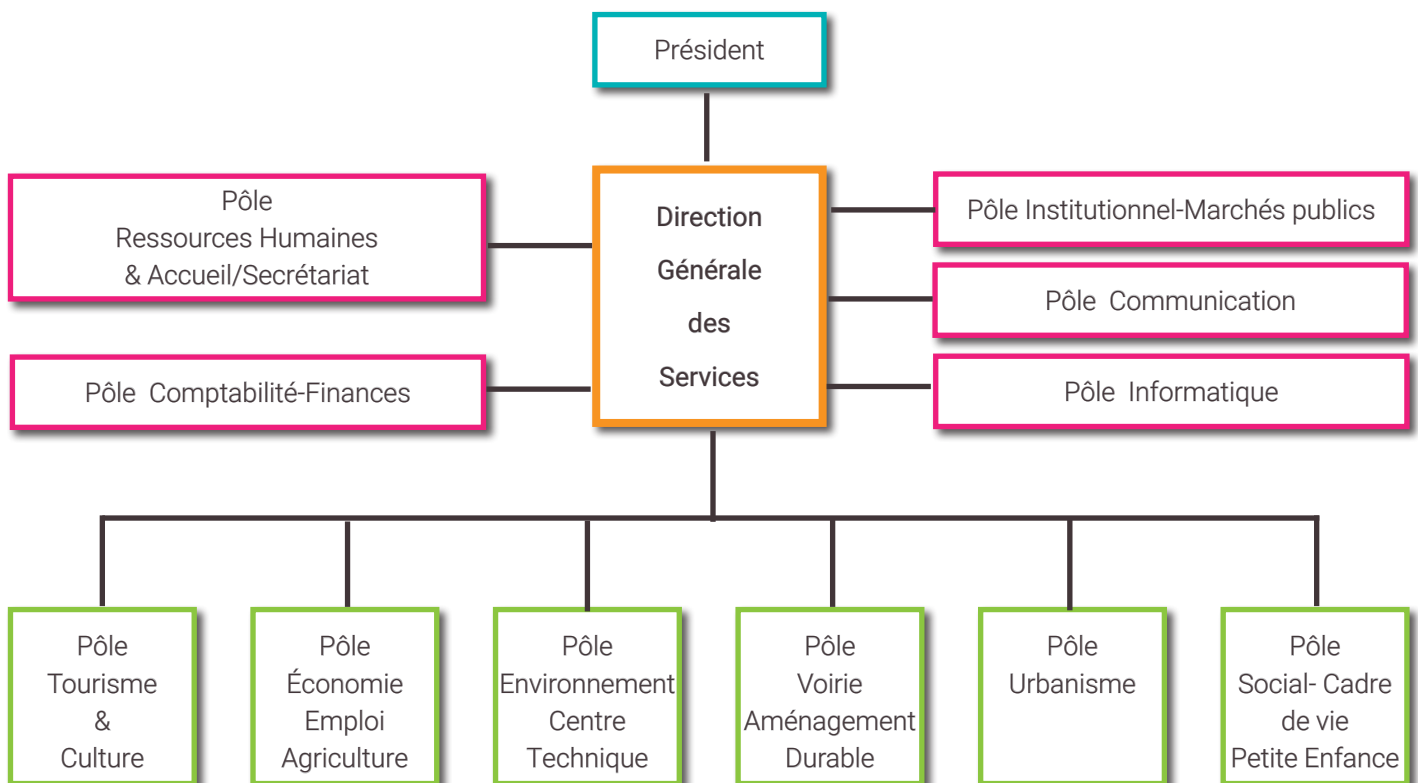 Président
Pôle
Ressources Humaines
& Accueil/Secrétariat
Pôle Comptabilité-Finances
Direction
Générale
des
Services
Pôle Institutionnel-Marchés publics
Pôle Communication
Pôle Informatique
Pôle
Tourisme
&
Culture
Pôle
Économie
Emploi
Agriculture
Pôle
Environnement
Centre
Technique
Pôle
Voirie
Aménagement
Durable
Pôle
Urbanisme
Pôle
Social- Cadre
de vie
Petite Enfance